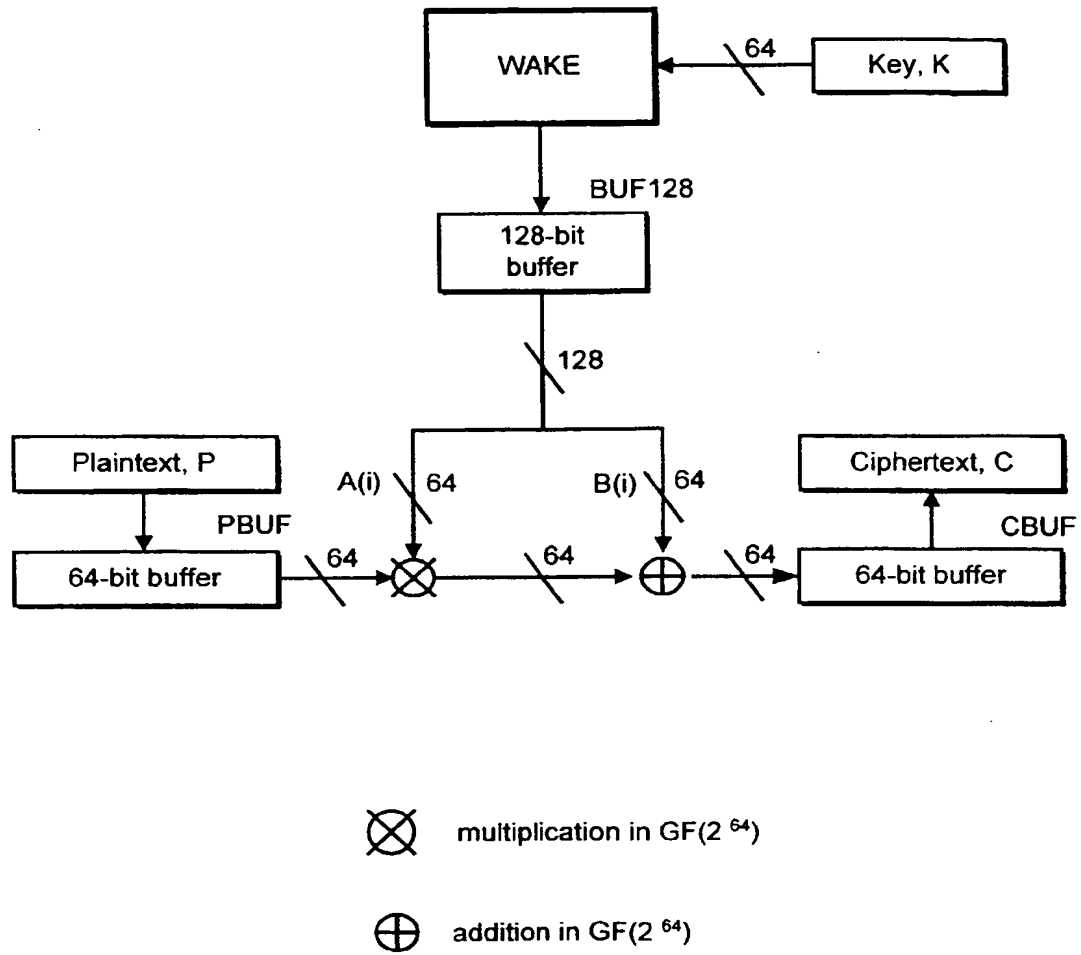 WAKE
64
Key, K
BUF128
128-bit
buffer
128
Plaintext, P
A(i)
64
B(i)
64
Ciphertext, C
PBUF
CBUF
64-bit buffer
64
64
64
64-bit buffer
multiplication in GF(2 64)
addition in GF(2 64)